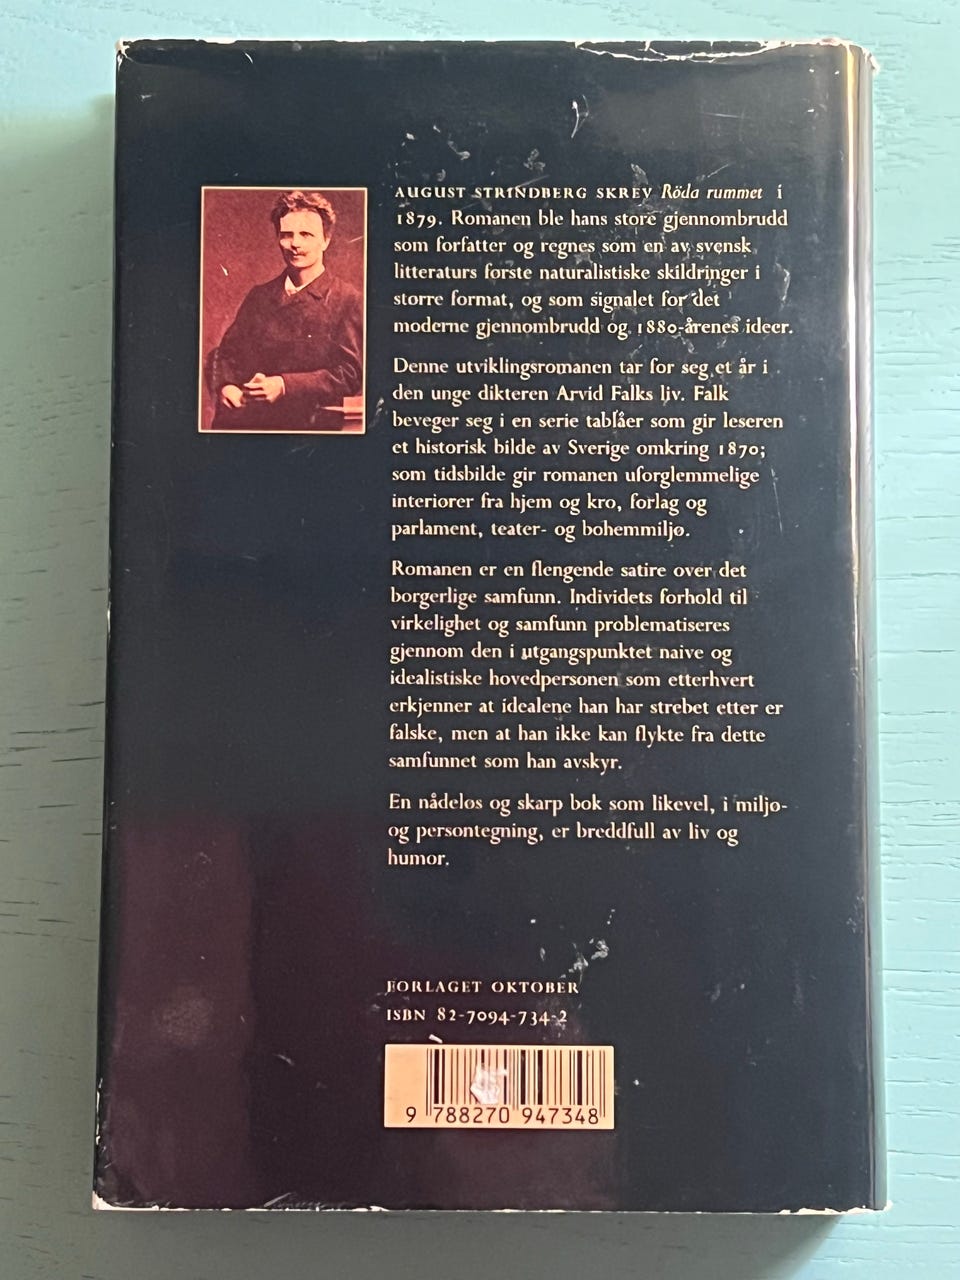 AUGUST STRINDBERG SKREV Röda rummet i
1879. Romanen ble hans store gjennombrudd
som forfatter og regnes som en av svensk
litteraturs første naturalistiske skildringer i
større format, og som signalet for det
moderne gjennombrudd og 1880-årenes ideer.
Denne utviklingsromanen tar for seg et år i
den unge dikteren Arvid Falks liv. Falk
beveger seg i en serie tablåer som gir leseren
et historisk bilde av Sverige omkring 1870;
som tidsbilde gir romanen uforglemmelige
interiører fra hjem og kro, forlag og
parlament, teater- og bohemmiljø.
Romanen er en flengende satire over det
borgerlige samfunn. Individets forhold til
virkelighet og samfunn problematiseres
gjennom den i utgangspunktet naive og
idealistiske hovedpersonen som etterhvert
erkjenner at idealene han har strebet etter er
falske, men at han ikke kan flykte fra dette
samfunnet som han avskyr.
En nådeløs og skarp bok som likevel, i miljø-
og persontegning, er breddfull av liv og
humor.
FORLAGET OKTOBER
ISBN 82-7094-734-2
9 788270 947348